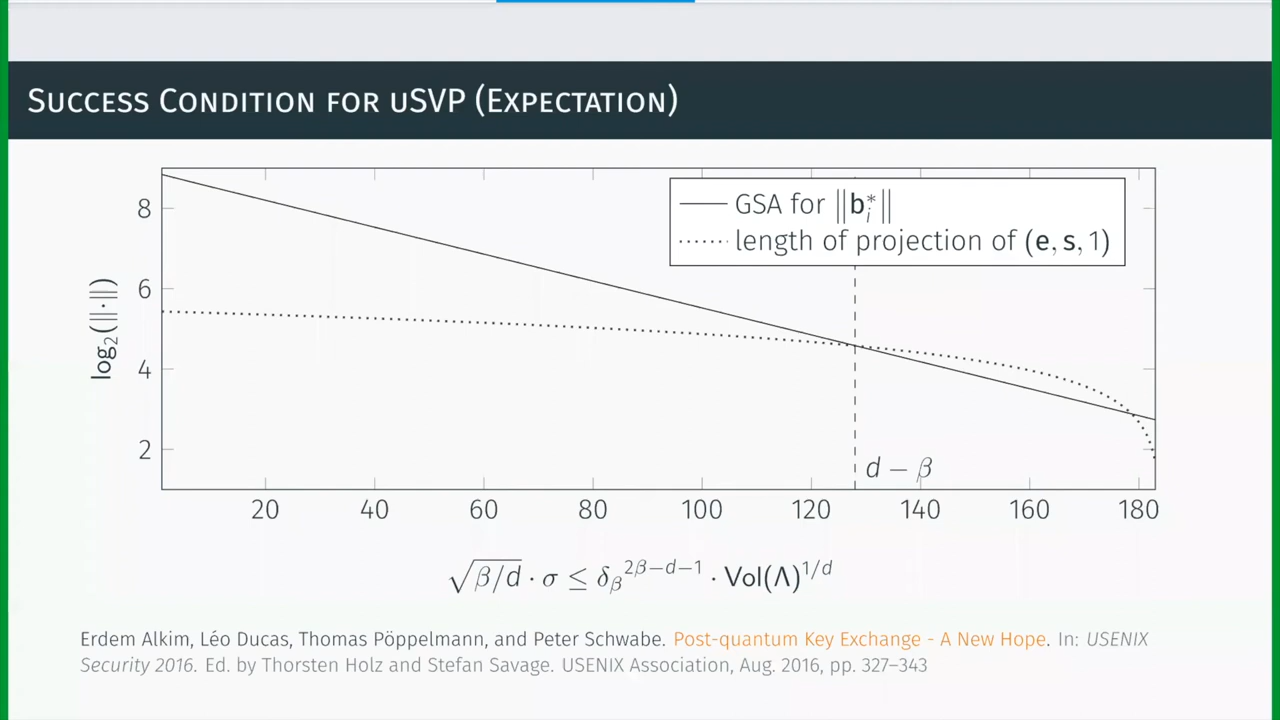 Success Condition for uSVP (Expectation)
GSA for ‖b*ᵢ‖
length of projection of (e, s, 1)
log₂(‖·‖)
8
6
4
2
d − β
20 40 60 80 100 120 140 160 180
√β/d · σ ≤ δ_β^{2β−d−1} · Vol(Λ)^{1/d}
Erdem Alkim, Léo Ducas, Thomas Pöppelmann, and Peter Schwabe. Post-quantum Key Exchange - A New Hope. In: USENIX
Security 2016. Ed. by Thorsten Holz and Stefan Savage. USENIX Association, Aug. 2016, pp. 327–343